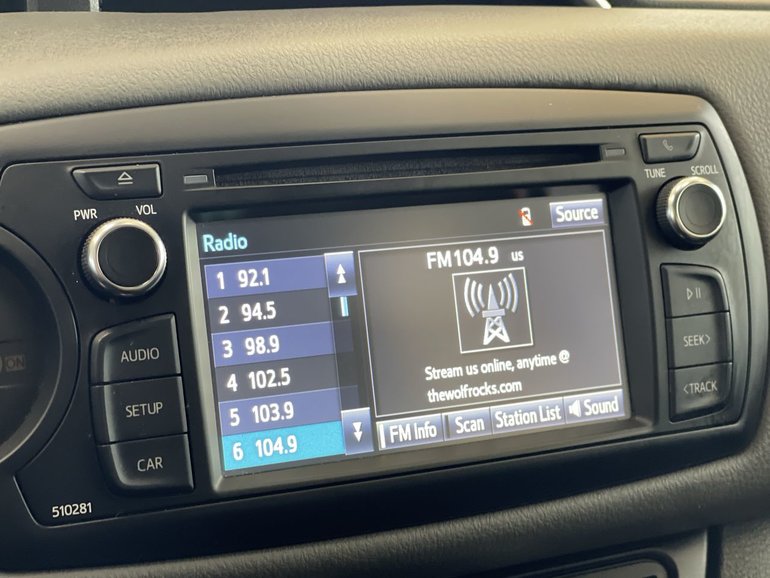 PWR VOL
AUDIO
SETUP
CAR
510281
ON
Radio
Source
1 92.1
2 94.5
3 98.9
4 102.5
5 103.9
6 104.9
FM104.9 us
Stream us online, anytime @
thewolfrocks.com
FM Info
Scan
Station List
Sound
TUNE SCROLL
SEEK>
<TRACK